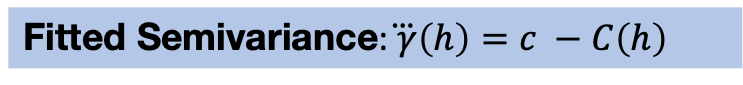 Fitted Semivariance: γ⃛(h) = c − C(h)